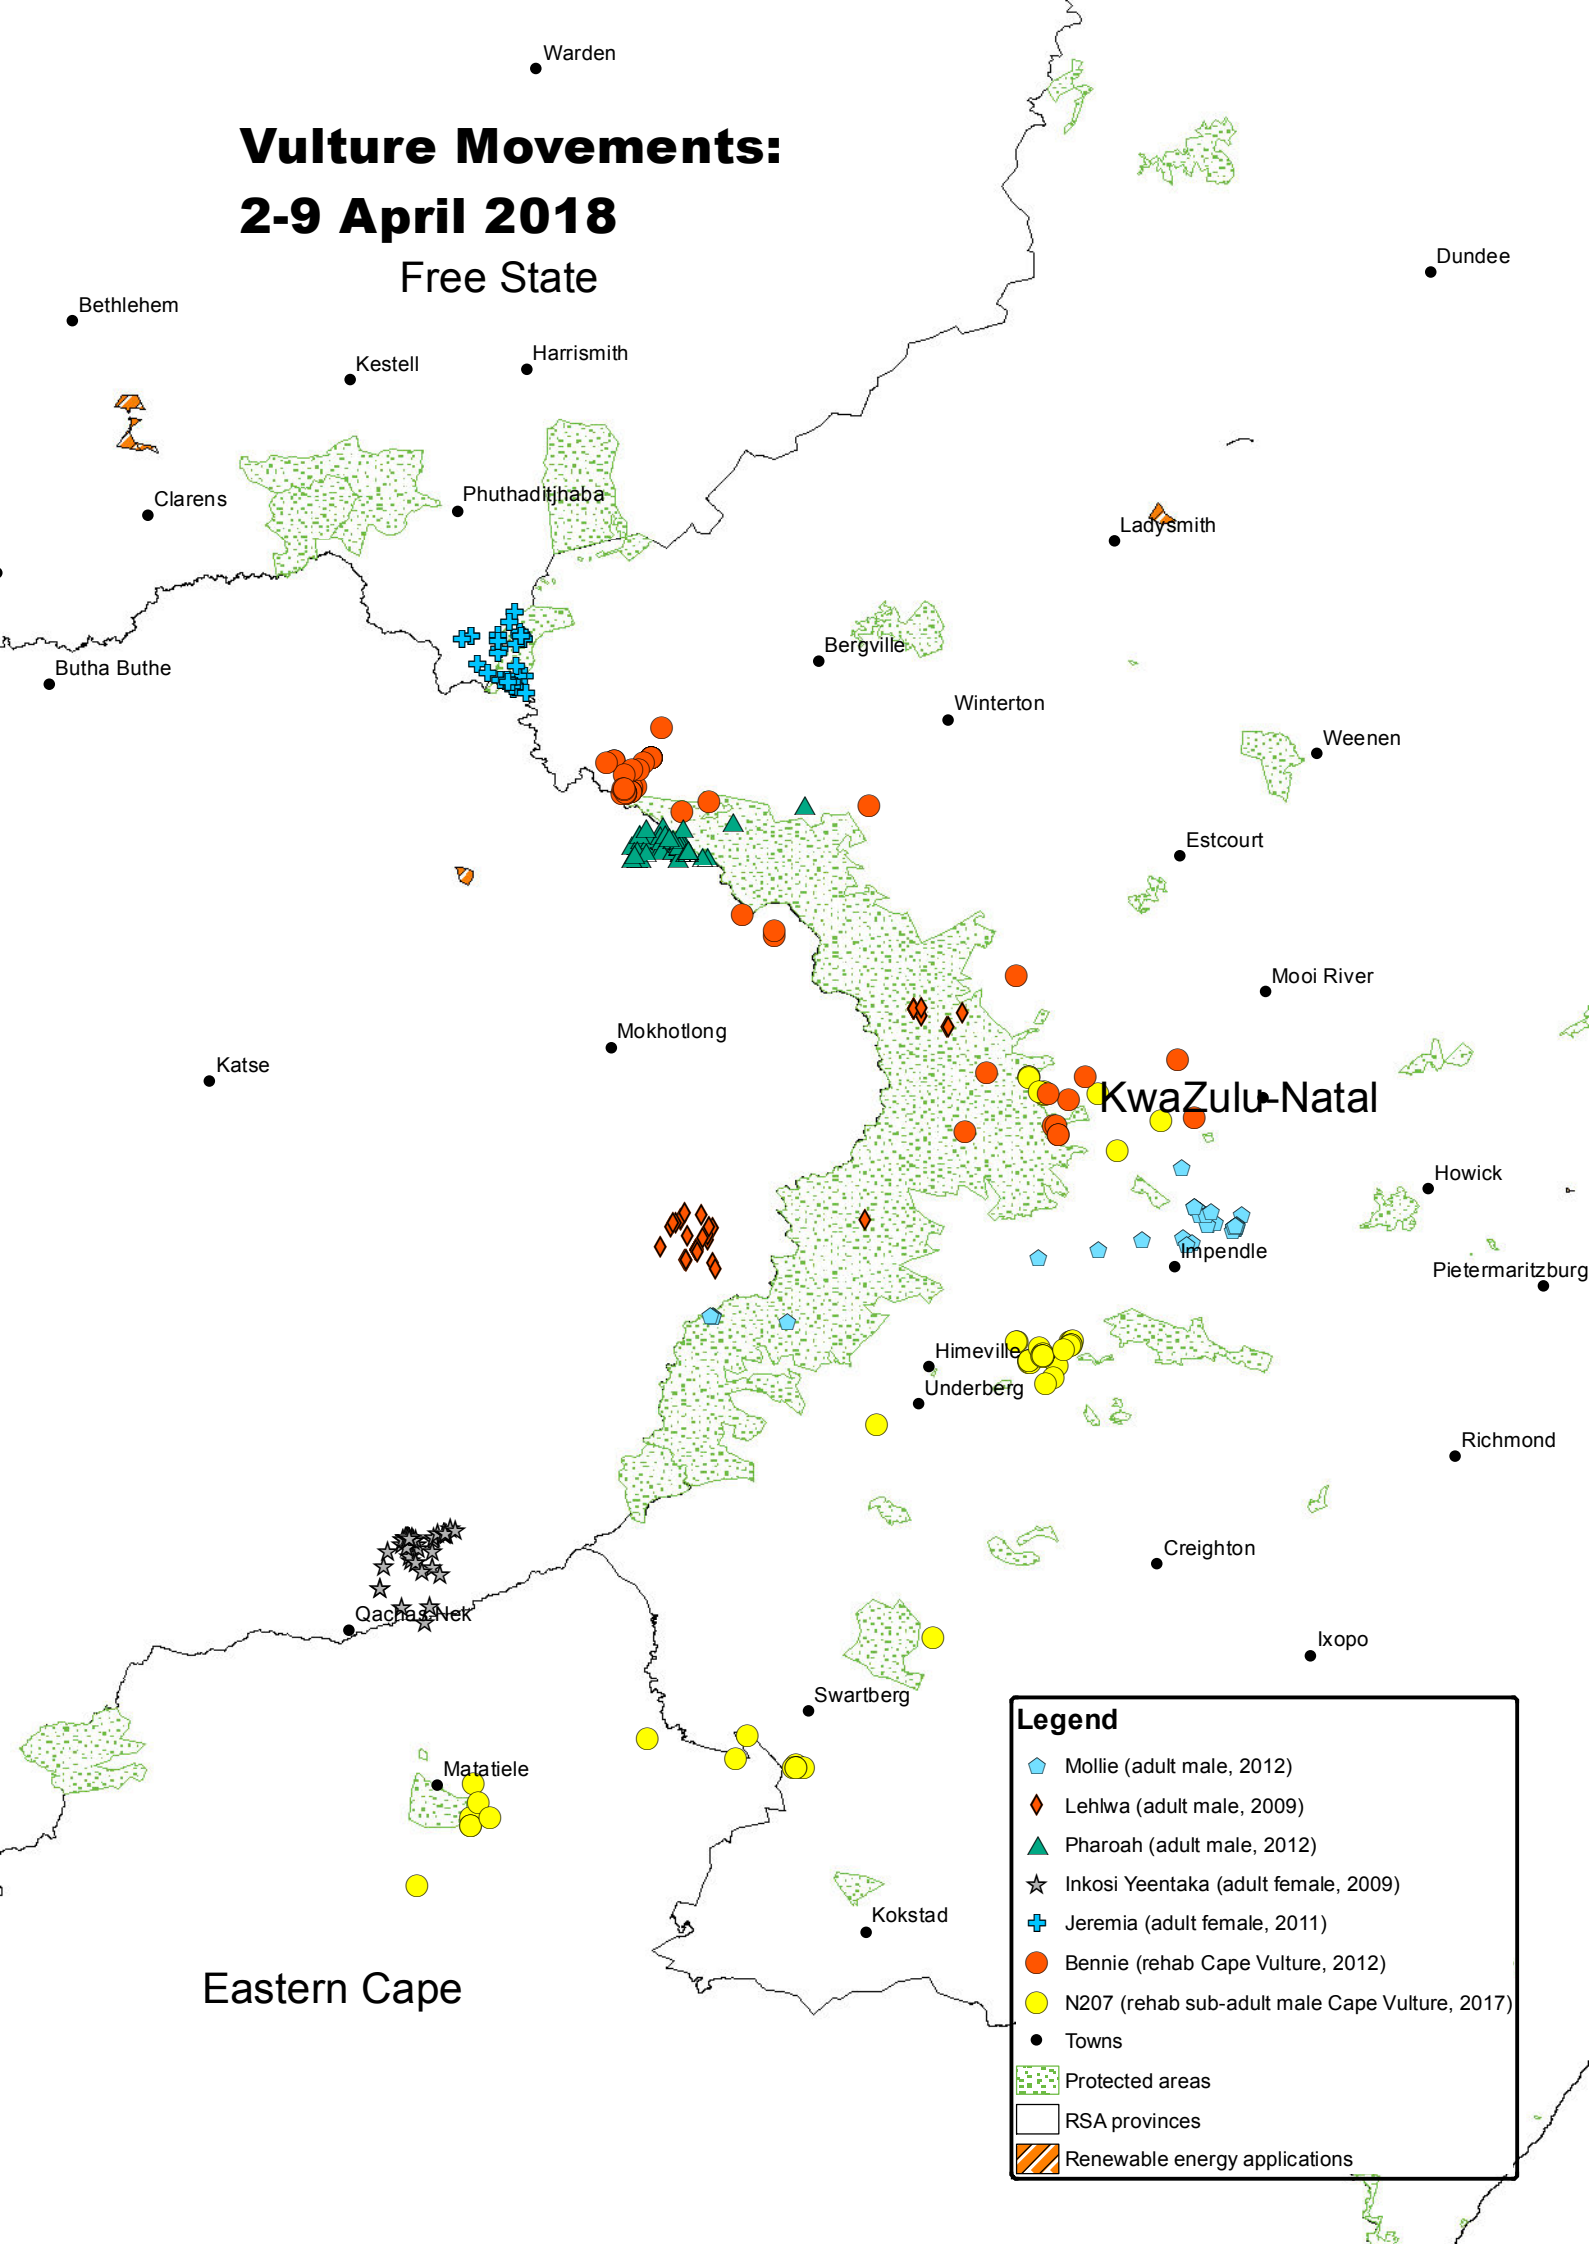 Warden
Vulture Movements:
2-9 April 2018
Free State
Dundee
Bethlehem
Kestell
Harrismith
Clarens
Phuthaditjhaba
Ladysmith
Bergville
Butha Buthe
Winterton
Weenen
Estcourt
Mooi River
Mokhotlong
Katse
KwaZulu-Natal
Howick
Impendle
Pietermaritzburg
Himeville
Underberg
Richmond
Creighton
Qachas Nek
Ixopo
Swartberg
Matatiele
Kokstad
Eastern Cape
Legend
Mollie (adult male, 2012)
Lehlwa (adult male, 2009)
Pharoah (adult male, 2012)
Inkosi Yeentaka (adult female, 2009)
Jeremia (adult female, 2011)
Bennie (rehab Cape Vulture, 2012)
N207 (rehab sub-adult male Cape Vulture, 2017)
Towns
Protected areas
RSA provinces
Renewable energy applications